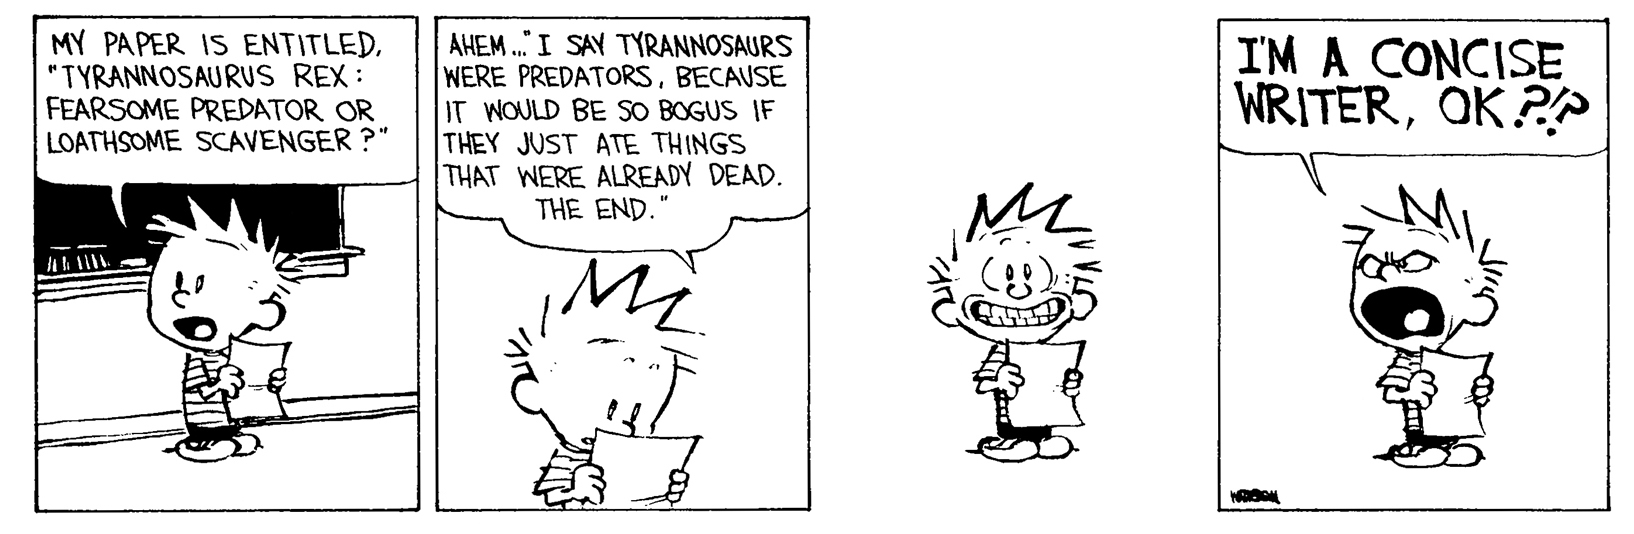 MY PAPER IS ENTITLED,
"TYRANNOSAURUS REX:
FEARSOME PREDATOR OR
LOATHSOME SCAVENGER?"
AHEM..."I SAY TYRANNOSAURS
WERE PREDATORS, BECAUSE
IT WOULD BE SO BOGUS IF
THEY JUST ATE THINGS
THAT WERE ALREADY DEAD.
THE END."
I'M A CONCISE
WRITER, OK?!?